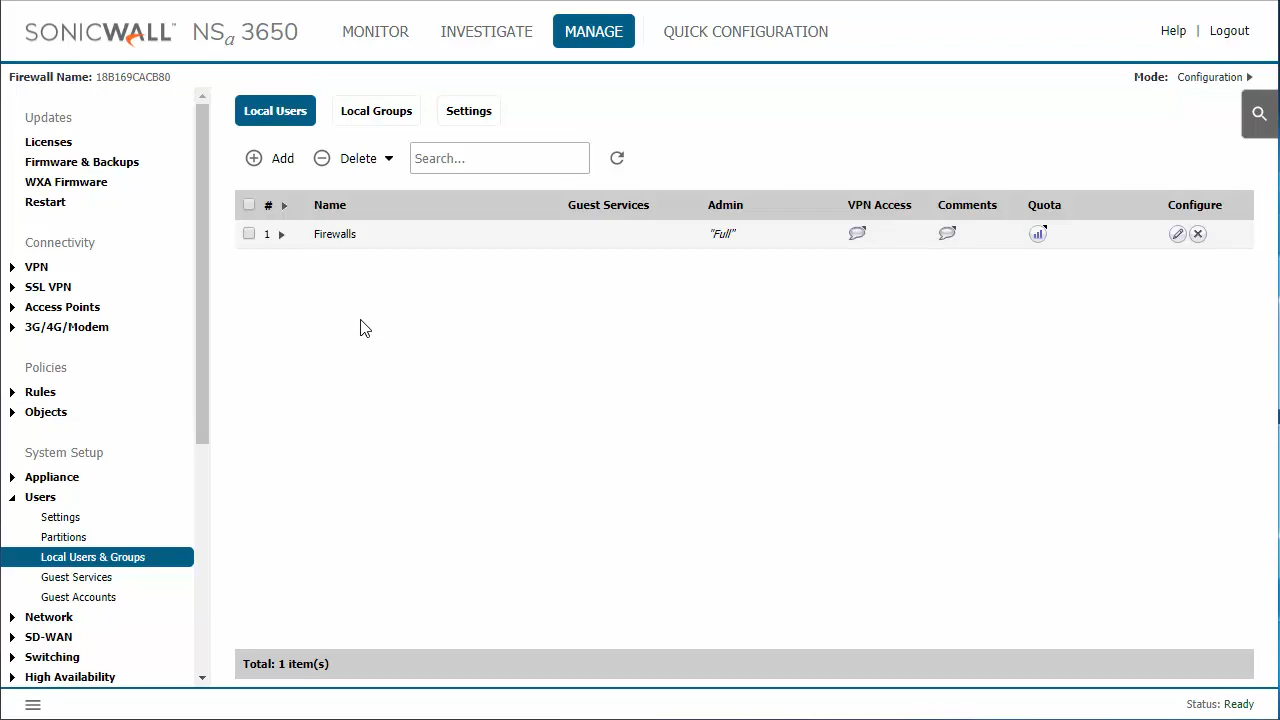 SONICWALL NSa 3650 MONITOR INVESTIGATE MANAGE QUICK CONFIGURATION Help | Logout
Firewall Name: 18B169CACB80 Mode: Configuration
Updates
Licenses
Firmware & Backups
WXA Firmware
Restart
Connectivity
VPN
SSL VPN
Access Points
3G/4G/Modem
Policies
Rules
Objects
System Setup
Appliance
Users
Settings
Partitions
Local Users & Groups
Guest Services
Guest Accounts
Network
SD-WAN
Switching
High Availability
Local Users Local Groups Settings
Add Delete Search...
# Name Guest Services Admin VPN Access Comments Quota Configure
1 Firewalls "Full"
Total: 1 item(s)
Status: Ready